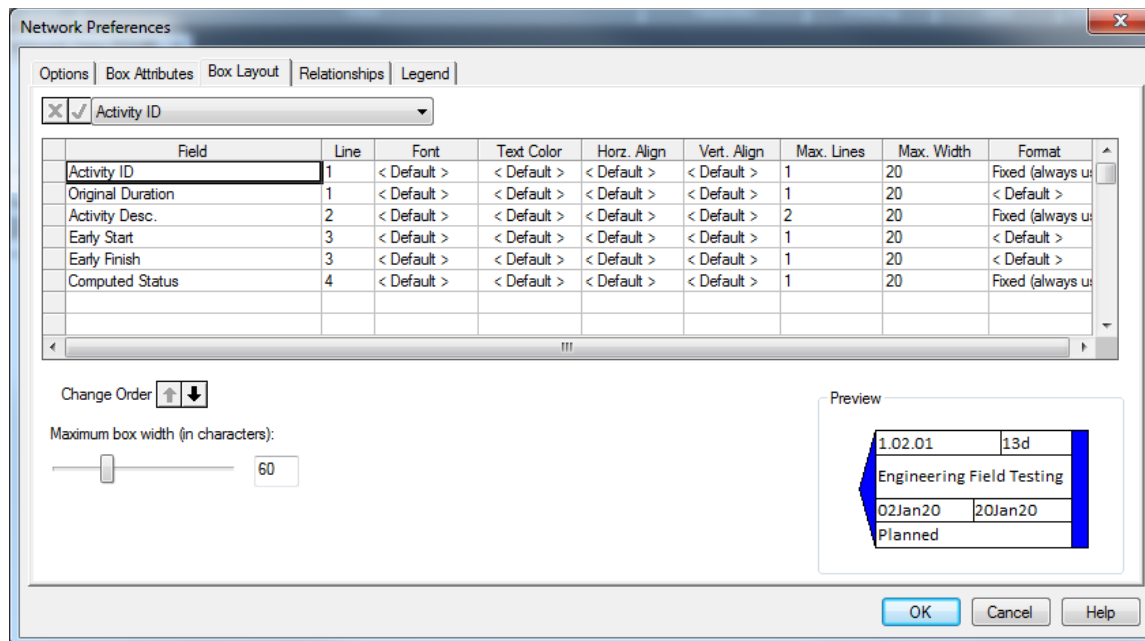 Network Preferences
Options Box Attributes Box Layout Relationships Legend
Activity ID
Field Line Font Text Color Horz. Align Vert. Align Max. Lines Max. Width Format
Activity ID 1 < Default > < Default > < Default > < Default > 1 20 Fixed (always u
Original Duration 1 < Default > < Default > < Default > < Default > 1 20 < Default >
Activity Desc. 2 < Default > < Default > < Default > < Default > 2 20 Fixed (always u
Early Start 3 < Default > < Default > < Default > < Default > 1 20 < Default >
Early Finish 3 < Default > < Default > < Default > < Default > 1 20 < Default >
Computed Status 4 < Default > < Default > < Default > < Default > 1 20 Fixed (always u
Change Order
Preview
Maximum box width (in characters):
60
1.02.01 13d
Engineering Field Testing
02Jan20 20Jan20
Planned
OK Cancel Help